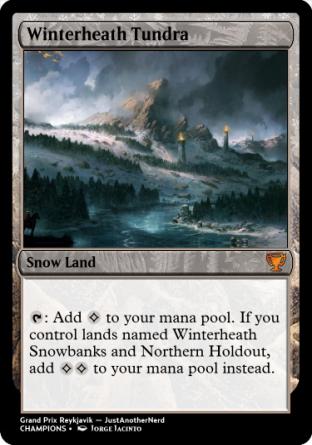 Winterheath Tundra
Snow Land
: Add to your mana pool. If you
control lands named Winterheath
Snowbanks and Northern Holdout,
add to your mana pool instead.
Grand Prix Reykjavik — JustAnotherNerd
CHAMPIONS • Jorge Jacinto